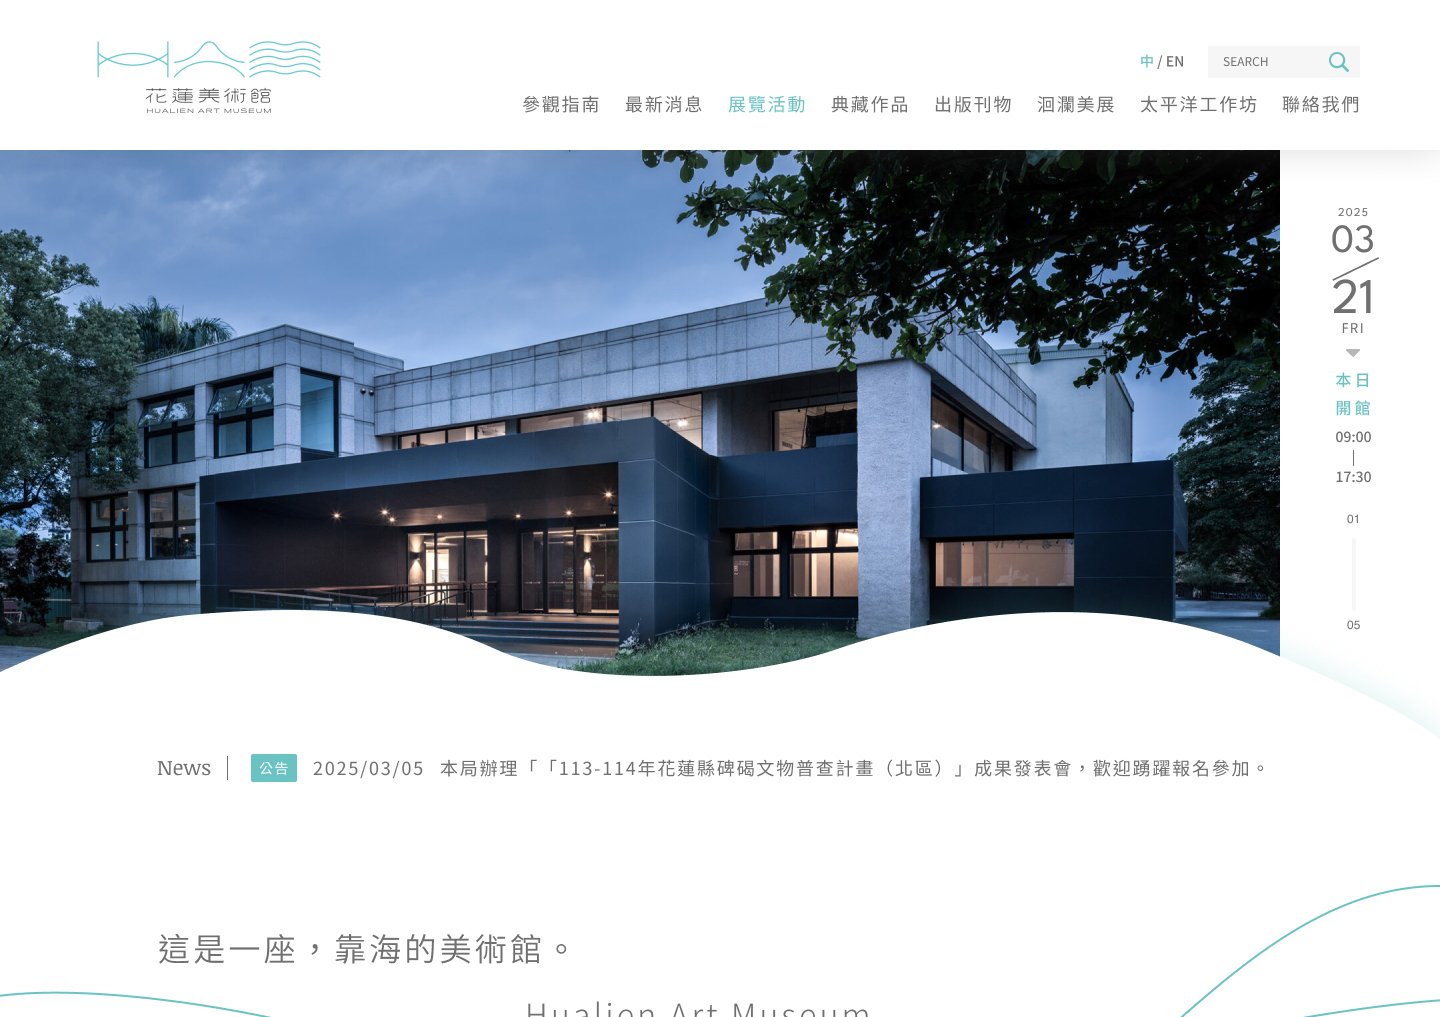 花蓮美術館
HUALIEN ART MUSEUM
中 / EN
SEARCH
參觀指南 最新消息 展覽活動 典藏作品 出版刊物 洄瀾美展 太平洋工作坊 聯絡我們
2025
03
21
FRI
本日
開館
09:00
17:30
01
05
News 公告 2025/03/05 本局辦理「「113-114年花蓮縣碑碣文物普查計畫（北區）」成果發表會，歡迎踴躍報名參加。
這是一座，靠海的美術館。
Hualien Art Museum